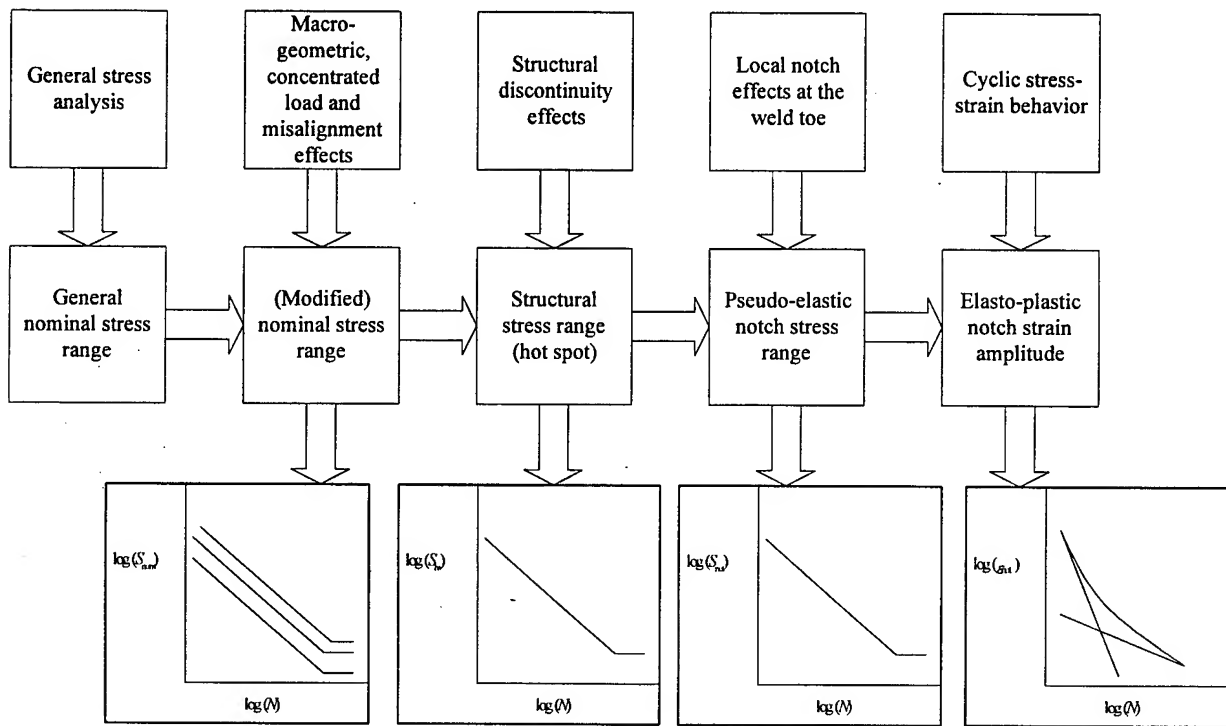 General stress
analysis
Macro-
geometric,
concentrated
load and
misalignment
effects
Structural
discontinuity
effects
Local notch
effects at the
weld toe
Cyclic stress-
strain behavior
General
nominal stress
range
(Modified)
nominal stress
range
Structural
stress range
(hot spot)
Pseudo-elastic
notch stress
range
Elasto-plastic
notch strain
amplitude
log(N)
log(N)
log(N)
log(N)